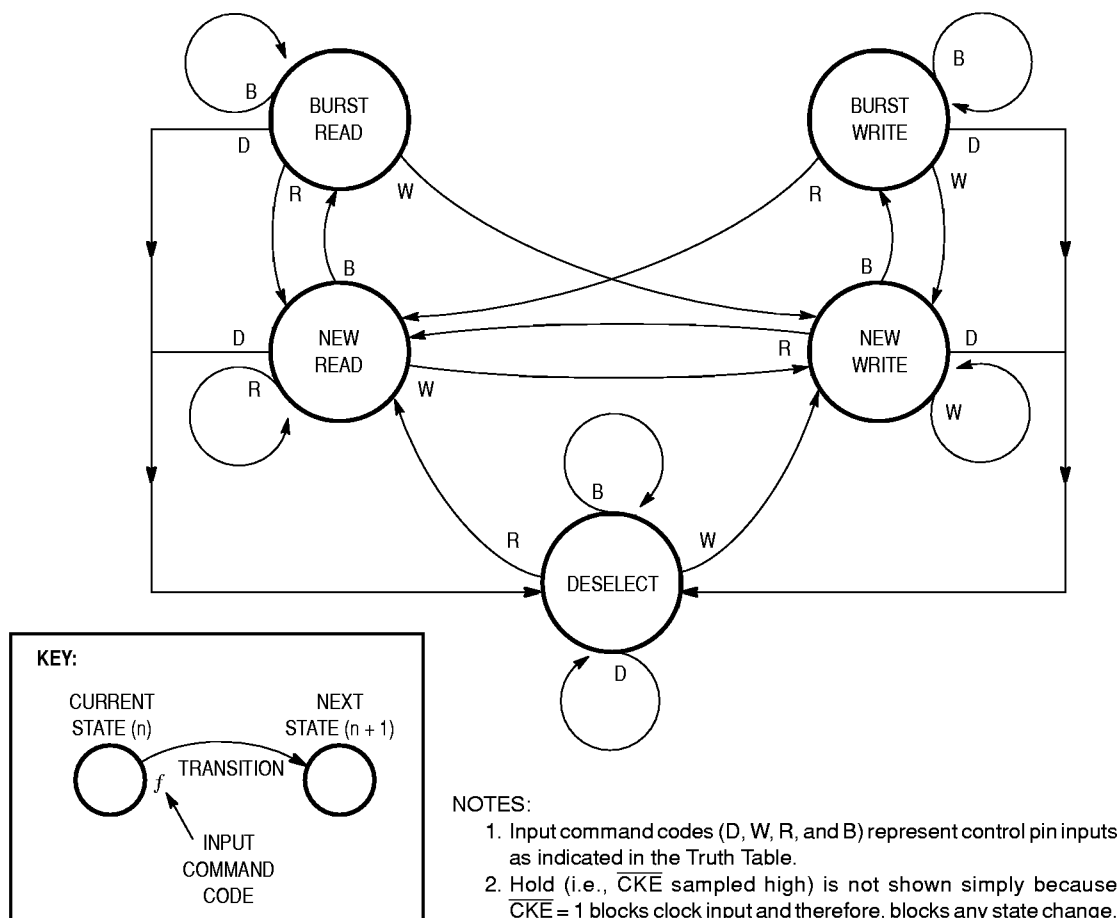 B
BURST
READ
D
R
W
B
BURST
WRITE
B
D
W
R
B
D
NEW
READ
R
W
R
NEW
WRITE
D
W
B
R
W
DESELECT
D
KEY:
CURRENT
STATE (n)
NEXT
STATE (n + 1)
TRANSITION
f
INPUT
COMMAND
CODE
NOTES:
1. Input command codes (D, W, R, and B) represent control pin inputs
as indicated in the Truth Table.
2. Hold (i.e., CKE sampled high) is not shown simply because
CKE = 1 blocks clock input and therefore, blocks any state change.